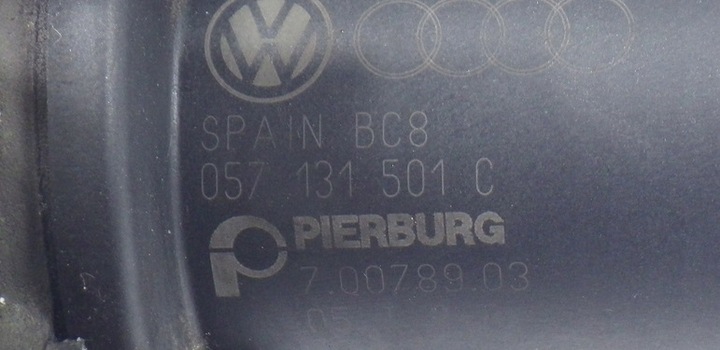 SPAIN BC8
057 131 501 C
PIERBURG
7.00789.03